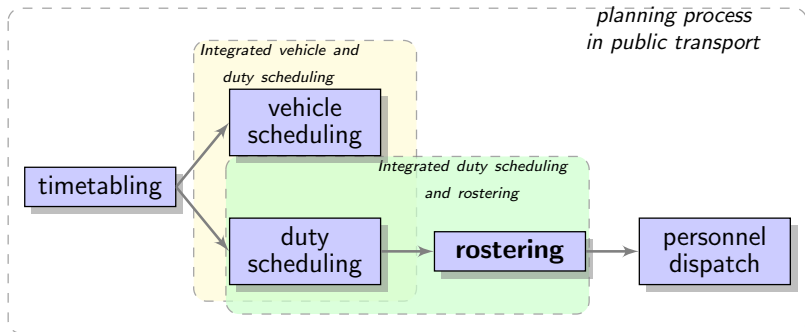 planning process
in public transport
Integrated vehicle and
duty scheduling
vehicle
scheduling
Integrated duty scheduling
and rostering
timetabling
duty
scheduling
rostering
personnel
dispatch